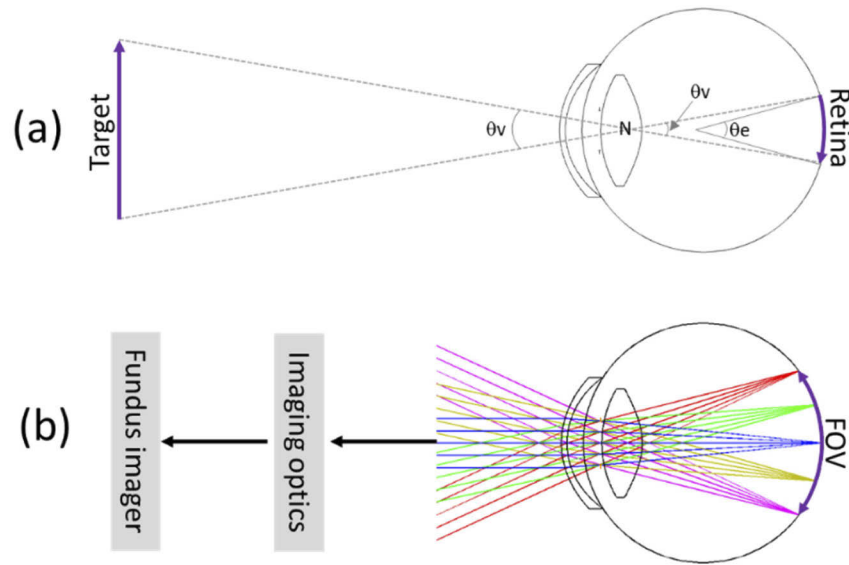 (a)
Target
θv
N
θv
θe
Retina
(b)
Fundus imager
Imaging optics
FOV